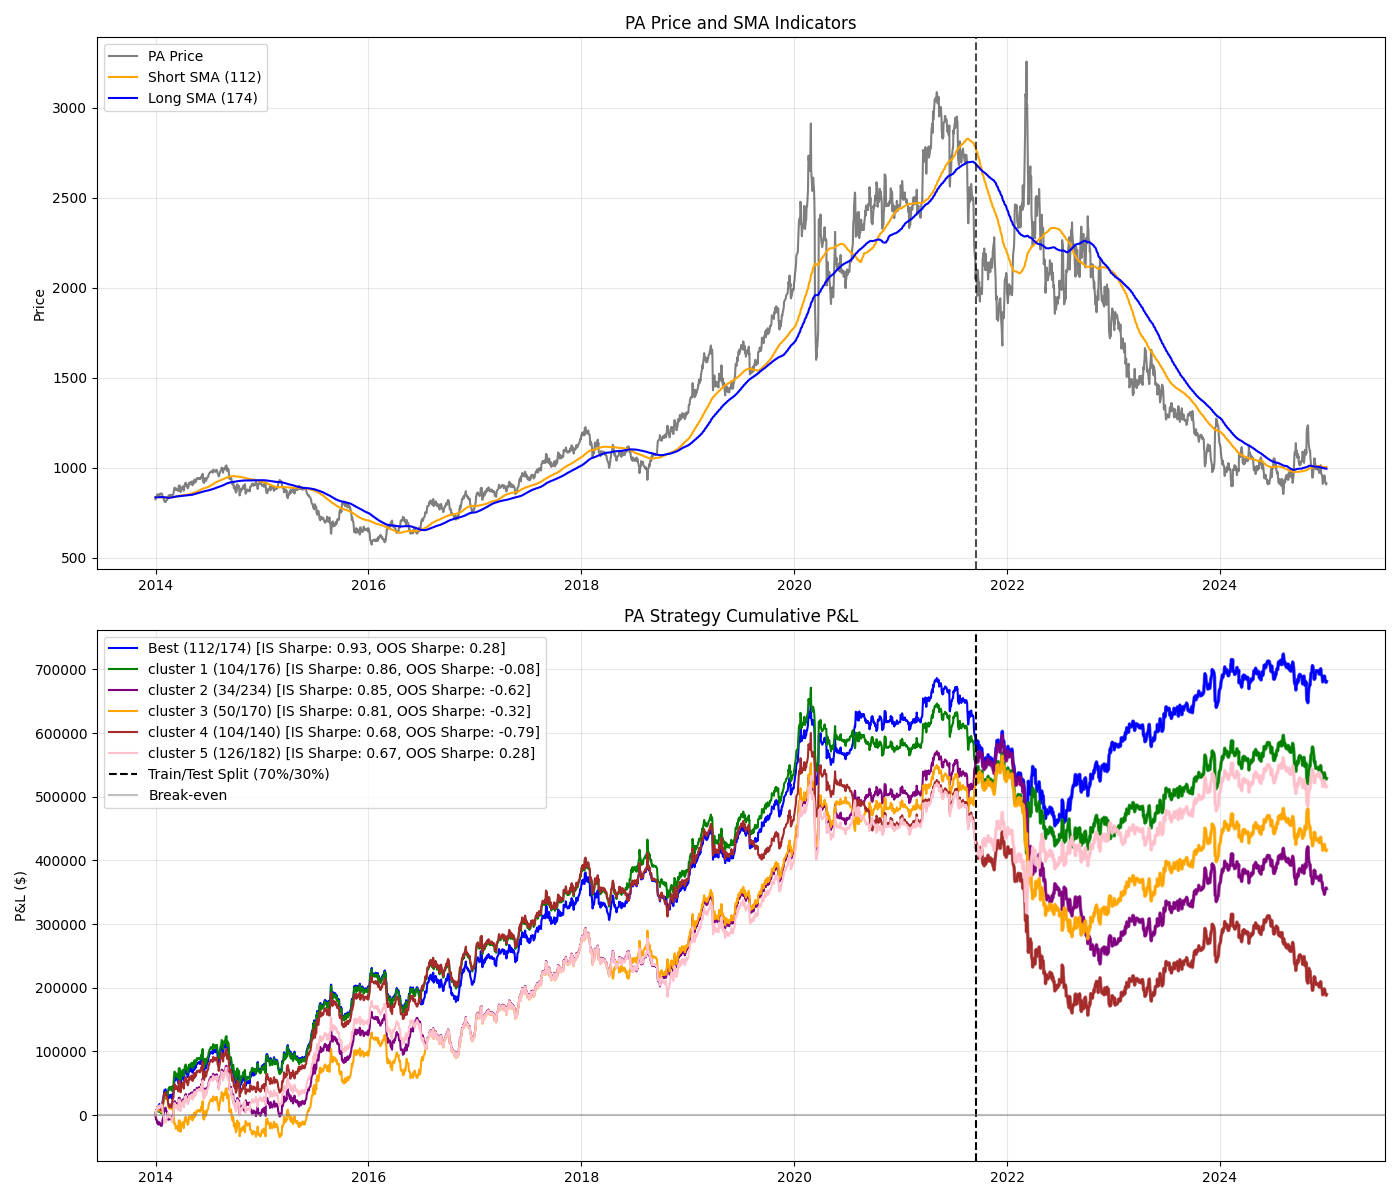 PA Price and SMA Indicators
PA Price
Short SMA (112)
Long SMA (174)
Price
3000
2500
2000
1500
1000
500
2014
2016
2018
2020
2022
2024
PA Strategy Cumulative P&L
Best (112/174) [IS Sharpe: 0.93, OOS Sharpe: 0.28]
cluster 1 (104/176) [IS Sharpe: 0.86, OOS Sharpe: -0.08]
cluster 2 (34/234) [IS Sharpe: 0.85, OOS Sharpe: -0.62]
cluster 3 (50/170) [IS Sharpe: 0.81, OOS Sharpe: -0.32]
cluster 4 (104/140) [IS Sharpe: 0.68, OOS Sharpe: -0.79]
cluster 5 (126/182) [IS Sharpe: 0.67, OOS Sharpe: 0.28]
Train/Test Split (70%/30%)
Break-even
P&L ($)
700000
600000
500000
400000
300000
200000
100000
0
2014
2016
2018
2020
2022
2024